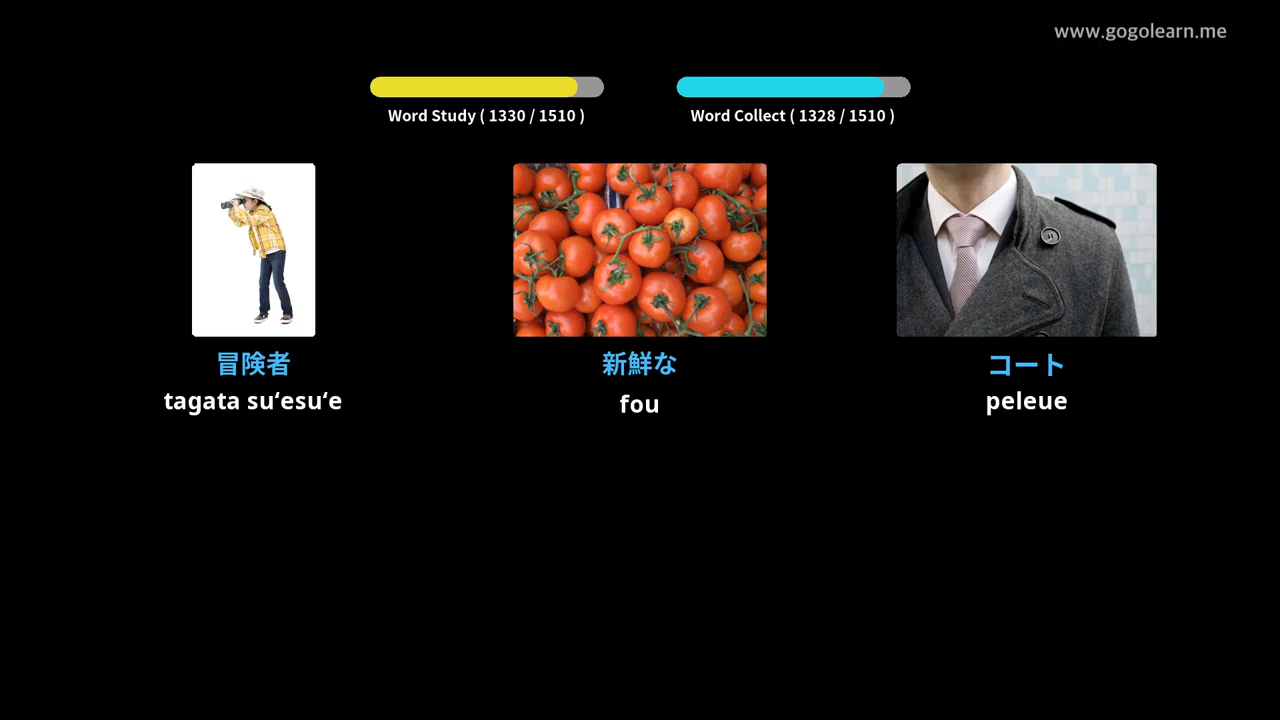 www.gogolearn.me
Word Study ( 1330 / 1510 )
Word Collect ( 1328 / 1510 )
冒険者
tagata su‘esu‘e
新鮮な
fou
コート
peleue